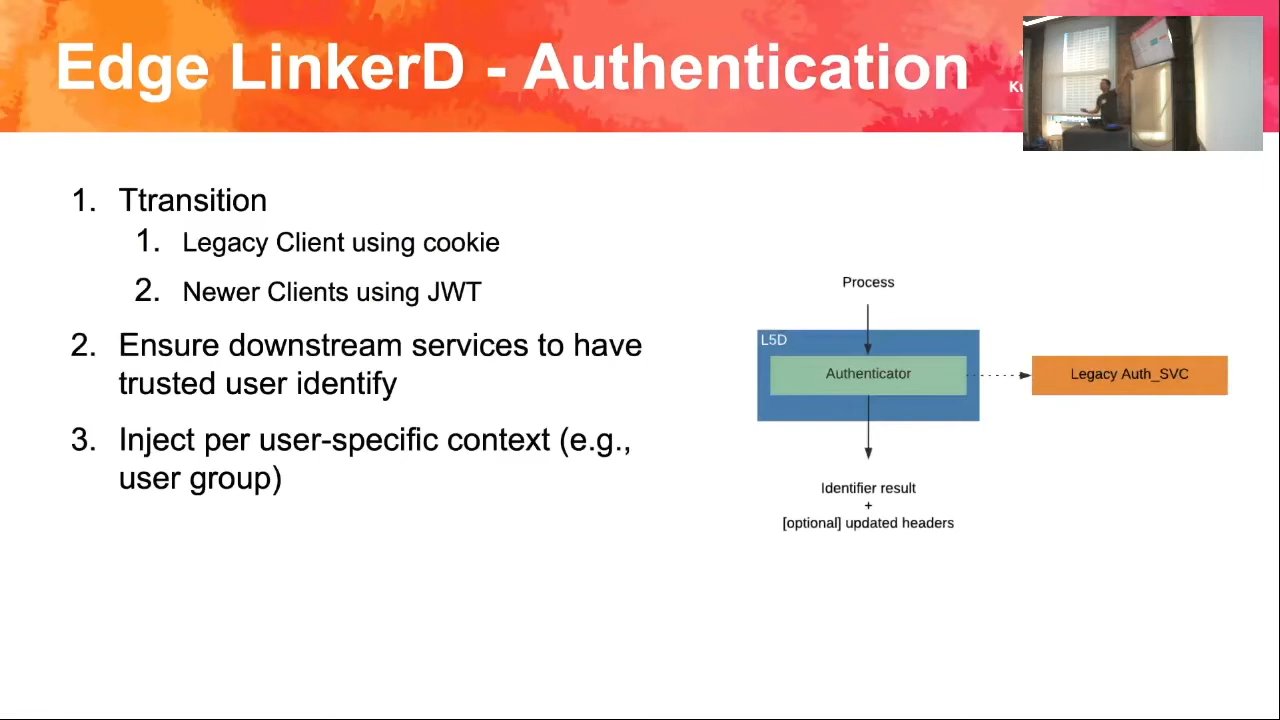 Edge LinkerD - Authentication
Ku
1. Ttransition
1. Legacy Client using cookie
2. Newer Clients using JWT
2. Ensure downstream services to have
trusted user identify
3. Inject per user-specific context (e.g.,
user group)
Process
L5D
Authenticator
Legacy Auth_SVC
Identifier result
+
[optional] updated headers